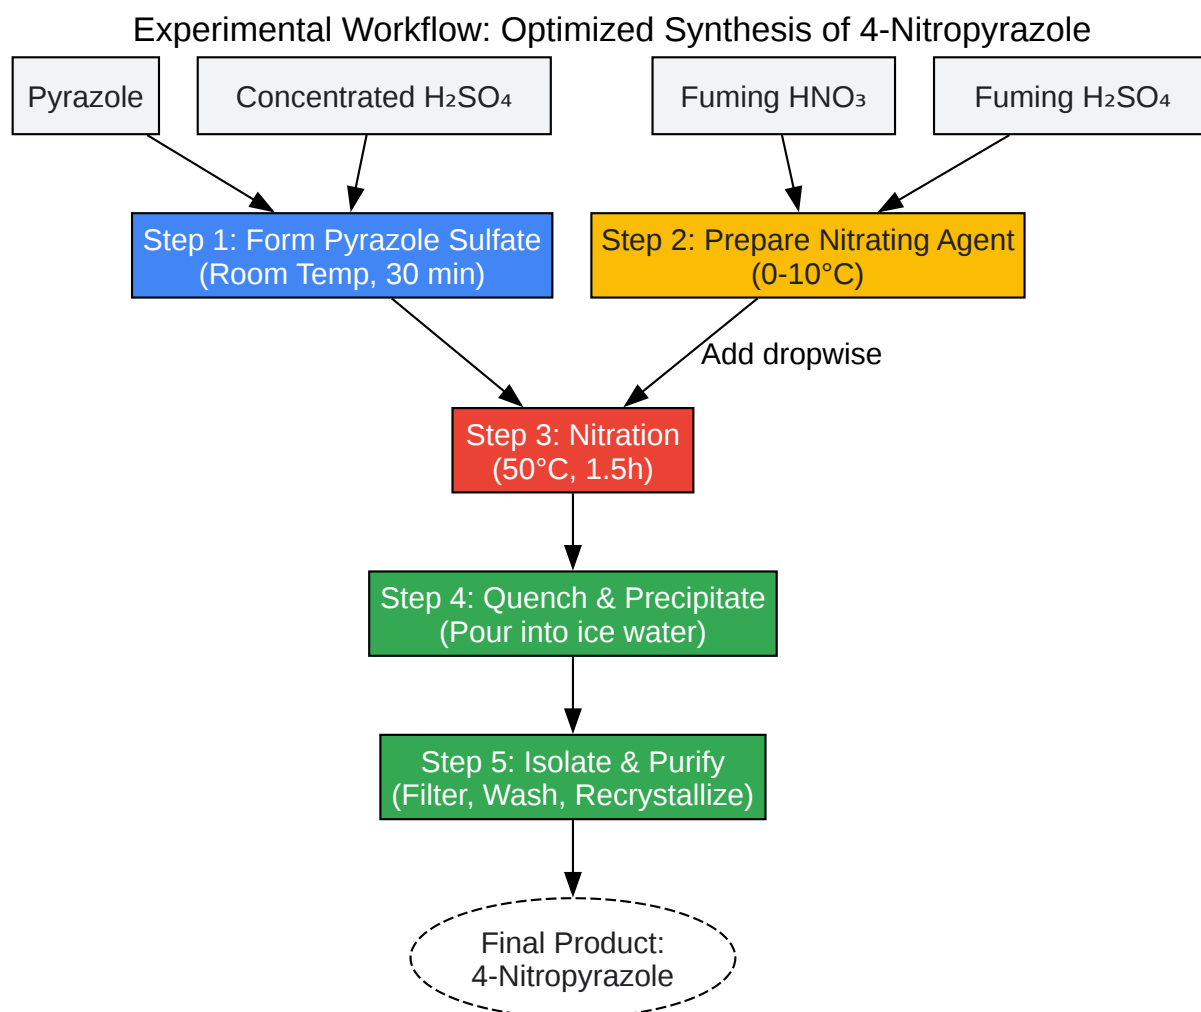 Experimental Workflow: Optimized Synthesis of 4-Nitropyrazole
Pyrazole
Concentrated H₂SO₄
Fuming HNO₃
Fuming H₂SO₄
Step 1: Form Pyrazole Sulfate
(Room Temp, 30 min)
Step 2: Prepare Nitrating Agent
(0-10°C)
Add dropwise
Step 3: Nitration
(50°C, 1.5h)
Step 4: Quench & Precipitate
(Pour into ice water)
Step 5: Isolate & Purify
(Filter, Wash, Recrystallize)
Final Product:
4-Nitropyrazole